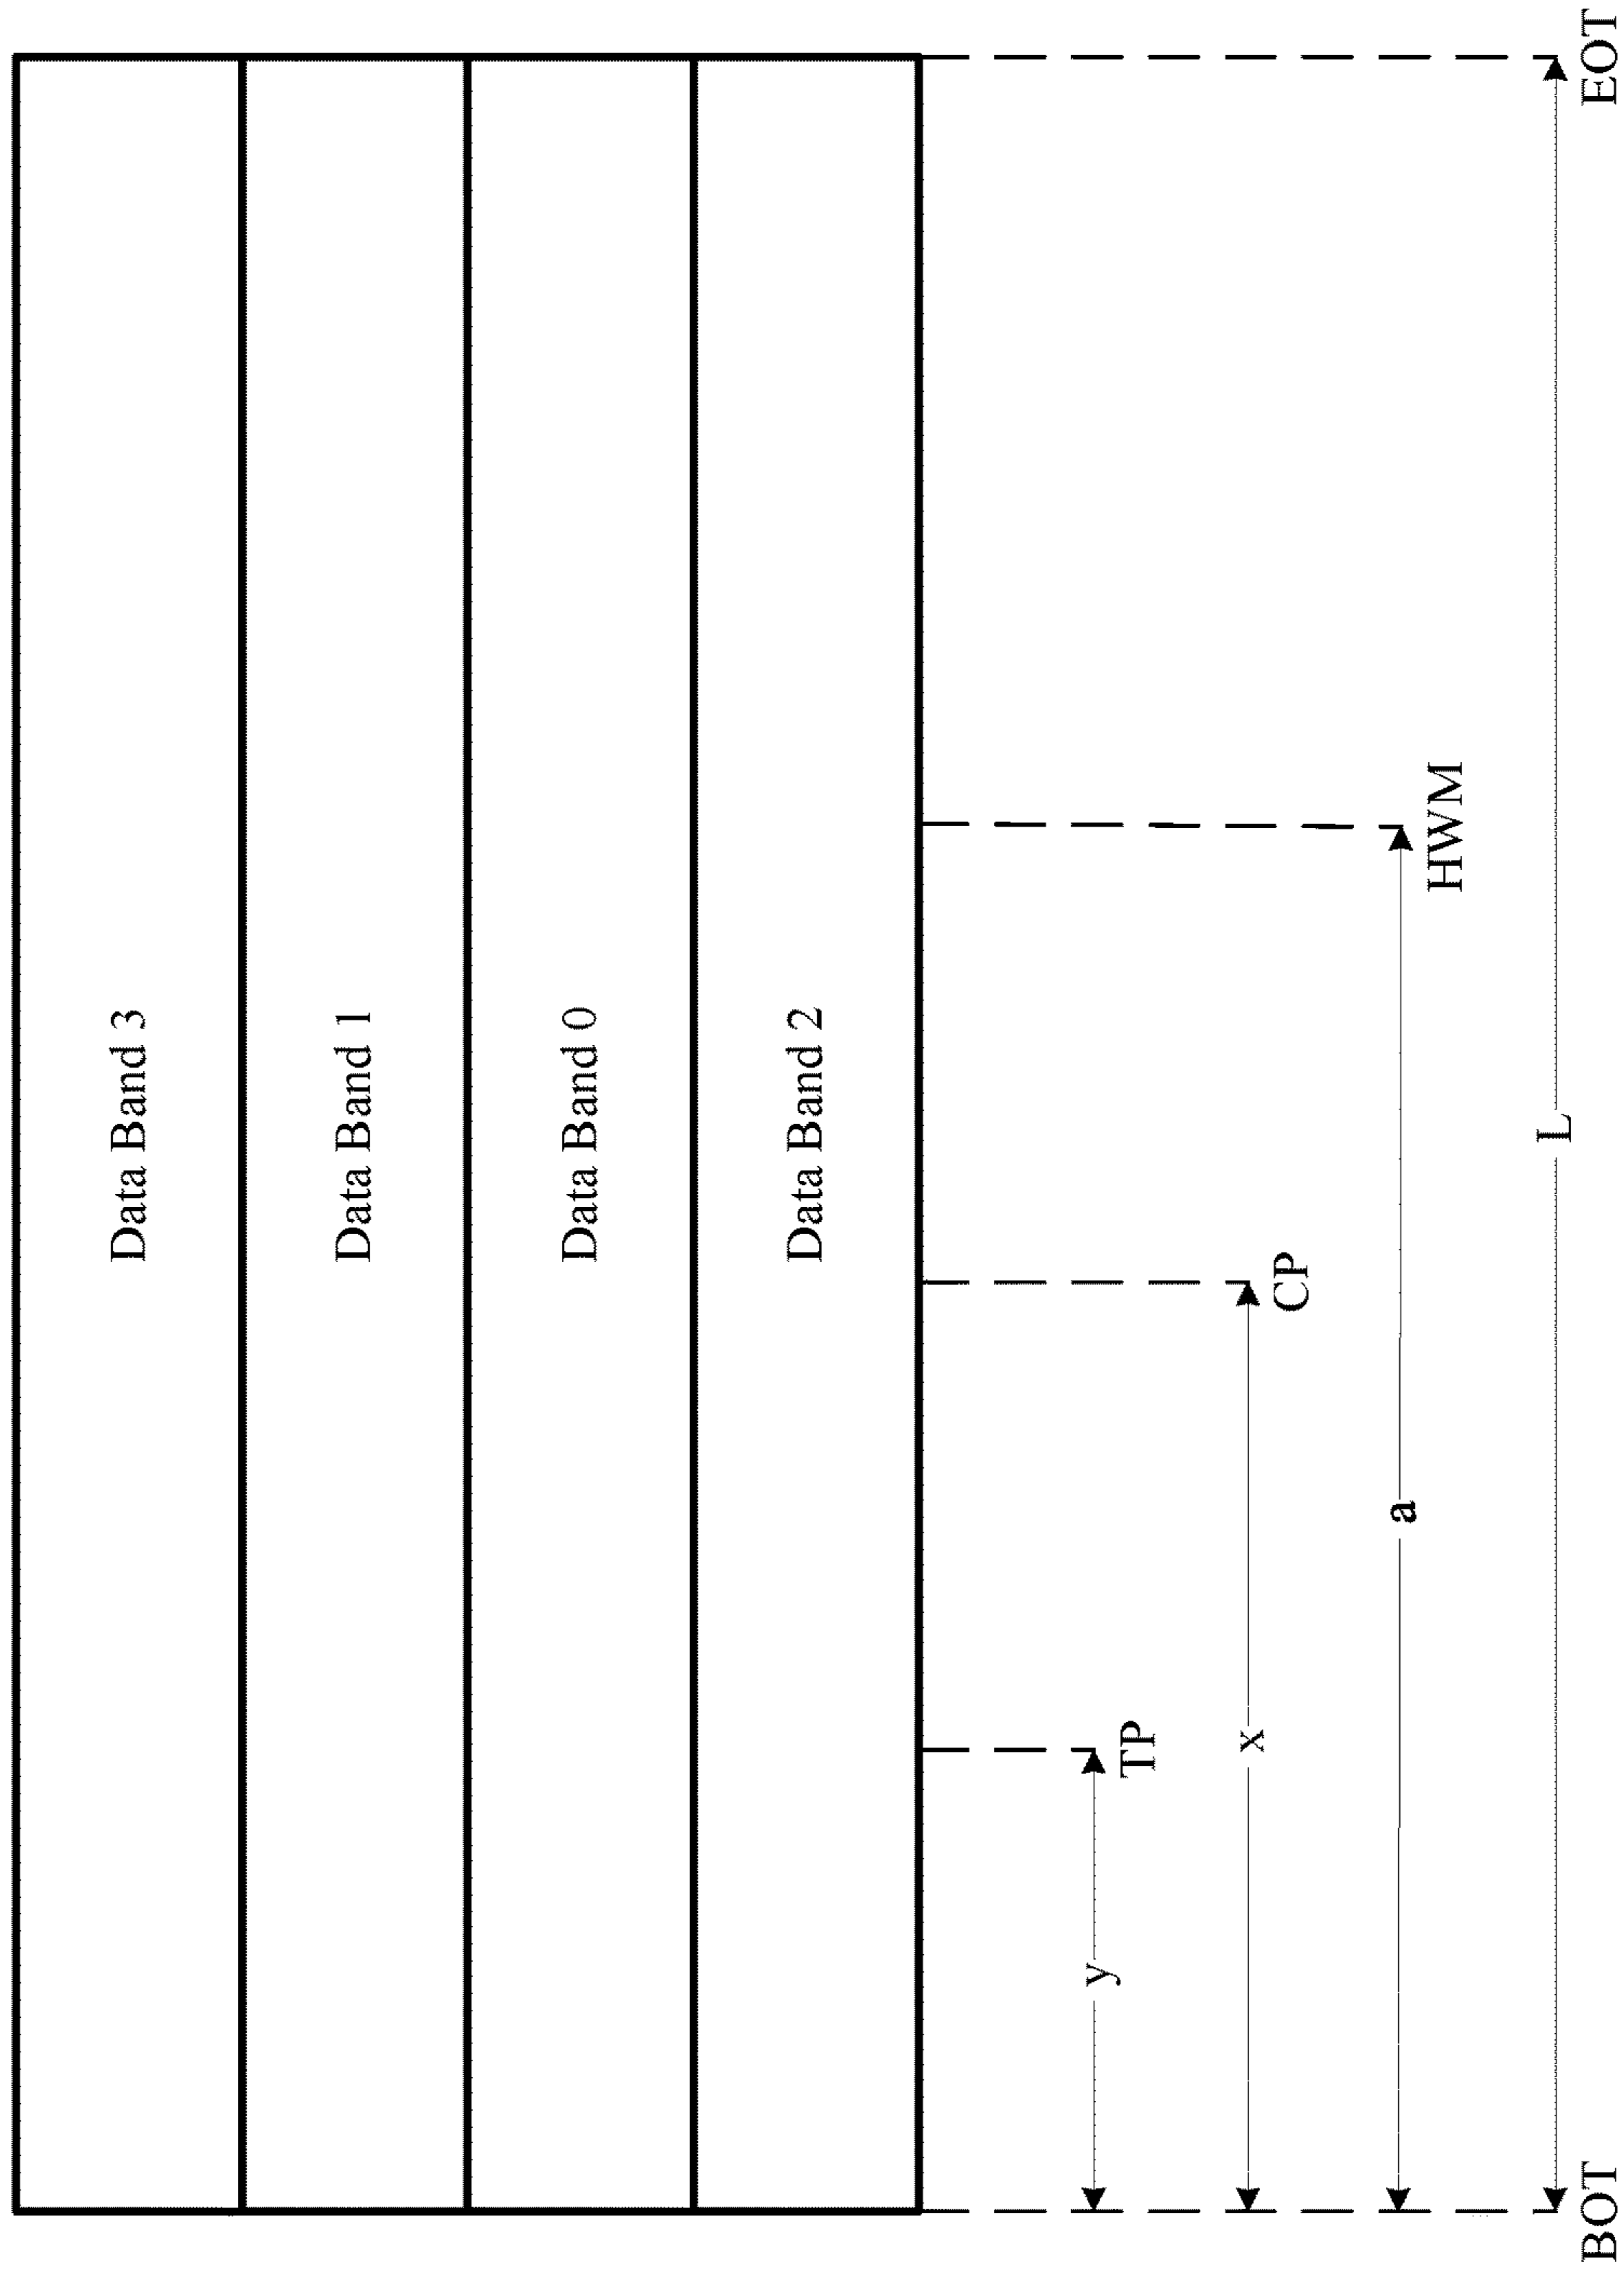 Data Band 3
Data Band 1
Data Band 0
Data Band 2
y
TP
x
CP
a
HWM
L
BOT
EOT